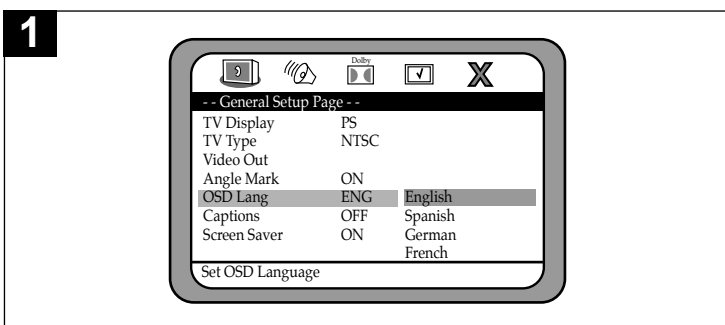 1
Dolby
- - General Setup Page - -
TV Display PS
TV Type NTSC
Video Out
Angle Mark ON
OSD Lang ENG English
Captions OFF Spanish
Screen Saver ON German
French
Set OSD Language